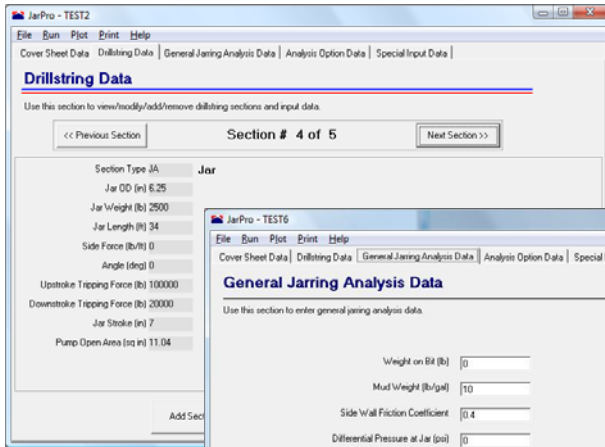 JarPro - TEST2
File Run Plot Print Help
Cover Sheet Data Drillstring Data General Jarring Analysis Data Analysis Option Data Special Input Data
Drillstring Data
Use this section to view/modify/add/remove drillstring sections and input data.
<< Previous Section Section # 4 of 5 Next Section >>
Section Type JA Jar
Jar OD (in) 6.25
Jar Weight (lb) 2500
Jar Length (ft) 34
Side Force (lb/ft) 0
Angle (deg) 0
Upstroke Tripping Force (lb) 100000
Downstroke Tripping Force (lb) 20000
Jar Stroke (in) 7
Pump Open Area (sq in) 11.04
Add Sect
JarPro - TEST6
File Run Plot Print Help
Cover Sheet Data Drillstring Data General Jarring Analysis Data Analysis Option Data Special
General Jarring Analysis Data
Use this section to enter general jarring analysis data.
Weight on Bit (lb) 0
Mud Weight (lb/gal) 10
Side Wall Friction Coefficient 0.4
Differential Pressure at Jar (psi) 0